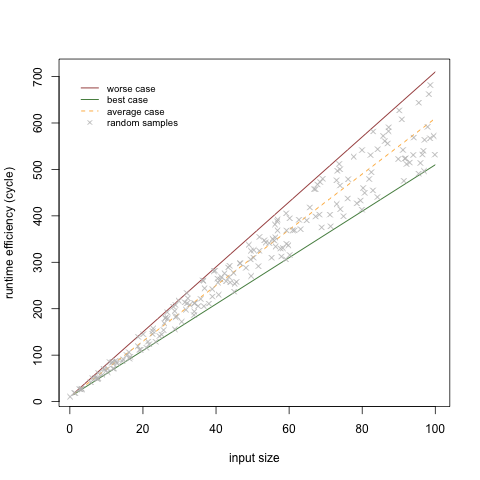 700
600
500
400
300
200
100
0
runtime efficiency (cycle)
worse case
best case
average case
random samples
0 20 40 60 80 100
input size